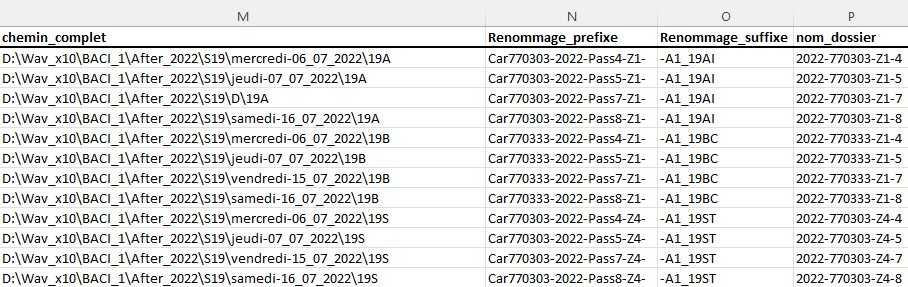 M N O P
chemin_complet Renommage_prefixe Renommage_suffixe nom_dossier
D:\Wav_x10\BACI_1\After_2022\S19\mercredi-06_07_2022\19A Car770303-2022-Pass4-Z1- -A1_19AI 2022-770303-Z1-4
D:\Wav_x10\BACI_1\After_2022\S19\jeudi-07_07_2022\19A Car770303-2022-Pass5-Z1- -A1_19AI 2022-770303-Z1-5
D:\Wav_x10\BACI_1\After_2022\S19\D\19A Car770303-2022-Pass7-Z1- -A1_19AI 2022-770303-Z1-7
D:\Wav_x10\BACI_1\After_2022\S19\samedi-16_07_2022\19A Car770303-2022-Pass8-Z1- -A1_19AI 2022-770303-Z1-8
D:\Wav_x10\BACI_1\After_2022\S19\mercredi-06_07_2022\19B Car770333-2022-Pass4-Z1- -A1_19BC 2022-770333-Z1-4
D:\Wav_x10\BACI_1\After_2022\S19\jeudi-07_07_2022\19B Car770333-2022-Pass5-Z1- -A1_19BC 2022-770333-Z1-5
D:\Wav_x10\BACI_1\After_2022\S19\vendredi-15_07_2022\19B Car770333-2022-Pass7-Z1- -A1_19BC 2022-770333-Z1-7
D:\Wav_x10\BACI_1\After_2022\S19\samedi-16_07_2022\19B Car770333-2022-Pass8-Z1- -A1_19BC 2022-770333-Z1-8
D:\Wav_x10\BACI_1\After_2022\S19\mercredi-06_07_2022\19S Car770303-2022-Pass4-Z4- -A1_19ST 2022-770303-Z4-4
D:\Wav_x10\BACI_1\After_2022\S19\jeudi-07_07_2022\19S Car770303-2022-Pass5-Z4- -A1_19ST 2022-770303-Z4-5
D:\Wav_x10\BACI_1\After_2022\S19\vendredi-15_07_2022\19S Car770303-2022-Pass7-Z4- -A1_19ST 2022-770303-Z4-7
D:\Wav_x10\BACI_1\After_2022\S19\samedi-16_07_2022\19S Car770303-2022-Pass8-Z4- -A1_19ST 2022-770303-Z4-8